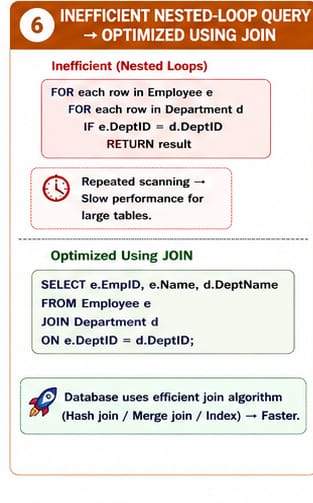 6
INEFFICIENT NESTED-LOOP QUERY
→ OPTIMIZED USING JOIN
Inefficient (Nested Loops)
FOR each row in Employee e
FOR each row in Department d
IF e.DeptID = d.DeptID
RETURN result
Repeated scanning →
Slow performance for
large tables.
Optimized Using JOIN
SELECT e.EmpID, e.Name, d.DeptName
FROM Employee e
JOIN Department d
ON e.DeptID = d.DeptID;
Database uses efficient join algorithm
(Hash join / Merge join / Index) → Faster.